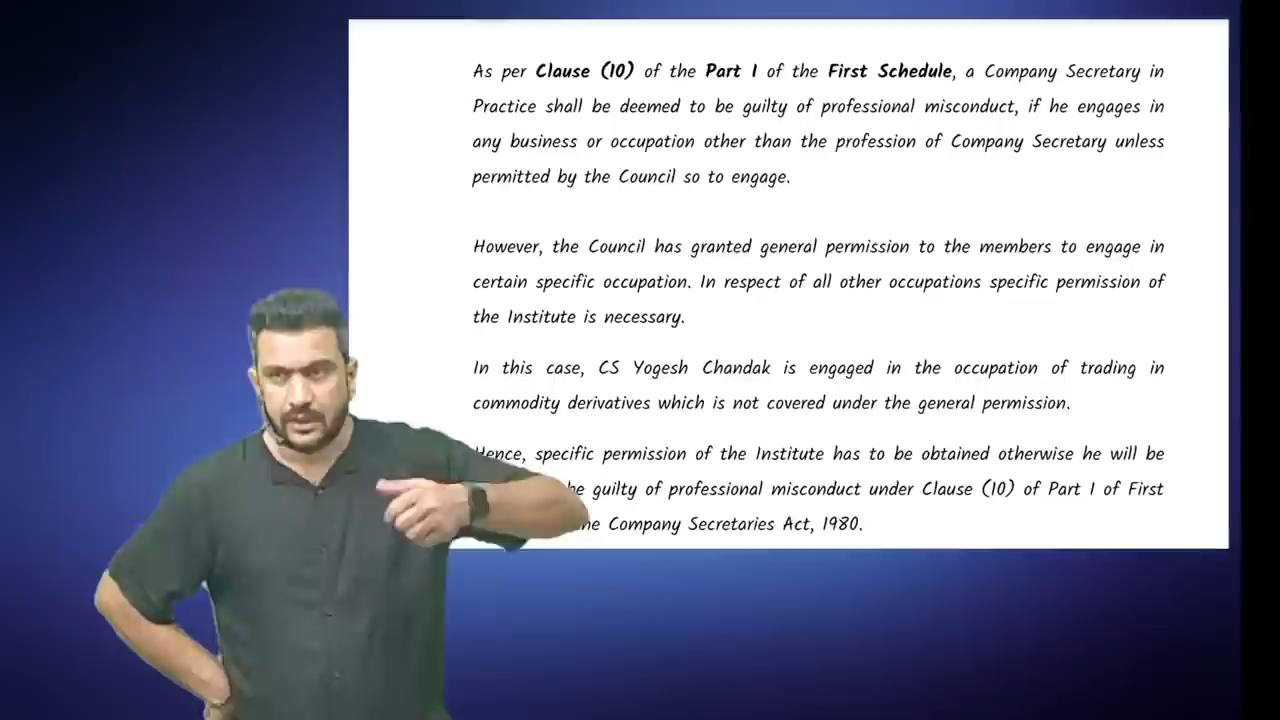 As per Clause (10) of the Part I of the First Schedule, a Company Secretary in
Practice shall be deemed to be guilty of professional misconduct, if he engages in
any business or occupation other than the profession of Company Secretary unless
permitted by the Council so to engage.
However, the Council has granted general permission to the members to engage in
certain specific occupation. In respect of all other occupations specific permission of
the Institute is necessary.
In this case, CS Yogesh Chandak is engaged in the occupation of trading in
commodity derivatives which is not covered under the general permission.
Hence, specific permission of the Institute has to be obtained otherwise he will be
guilty of professional misconduct under Clause (10) of Part I of First
Company Secretaries Act, 1980.